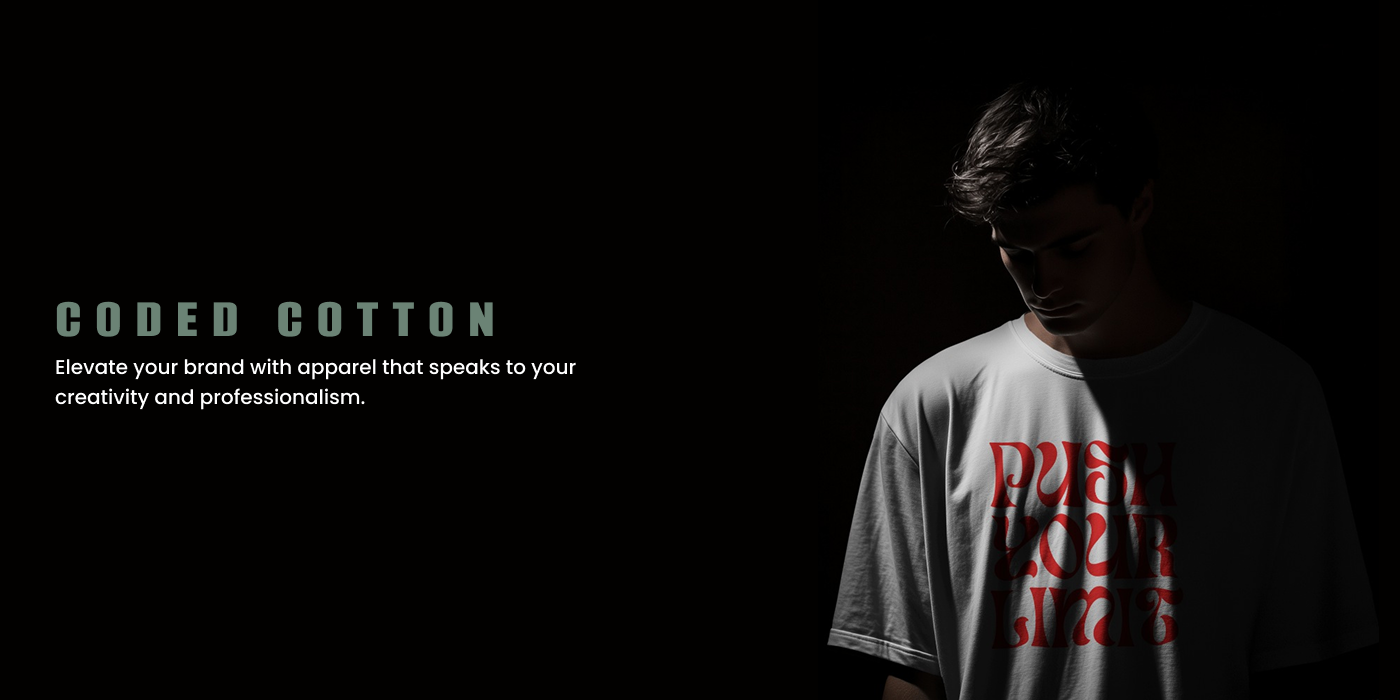 CODED COTTON
Elevate your brand with apparel that speaks to your
creativity and professionalism.
PUSH
YOUR
LIMIT